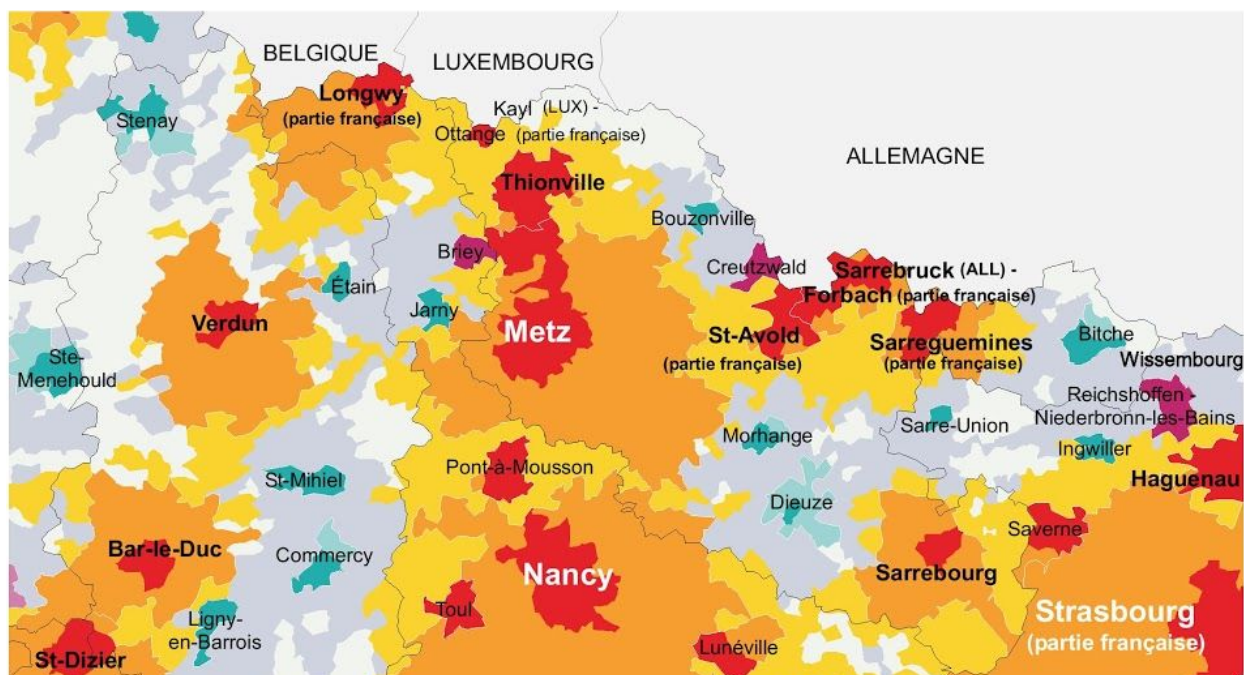 BELGIQUE
LUXEMBOURG
Longwy
(partie française)
Kayl (LUX) -
Ottange (partie française)
Stenay
ALLEMAGNE
Thionville
Bouzonville
Briey
Creutzwald
Sarrebruck (ALL) -
Forbach (partie française)
Étain
Jarny
Verdun
Metz
St-Avold
(partie française)
Sarreguemines
(partie française)
Bitche
Wissembourg
Ste-
Menehould
Reichshoffen -
Niederbronn-les-Bains
Sarre-Union
Morhange
Ingwiller
Pont-à-Mousson
St-Mihiel
Haguenau
Dieuze
Saverne
Bar-le-Duc
Commercy
Nancy
Sarrebourg
Toul
Strasbourg
(partie française)
Ligny-
en-Barrois
Lunéville
St-Dizier